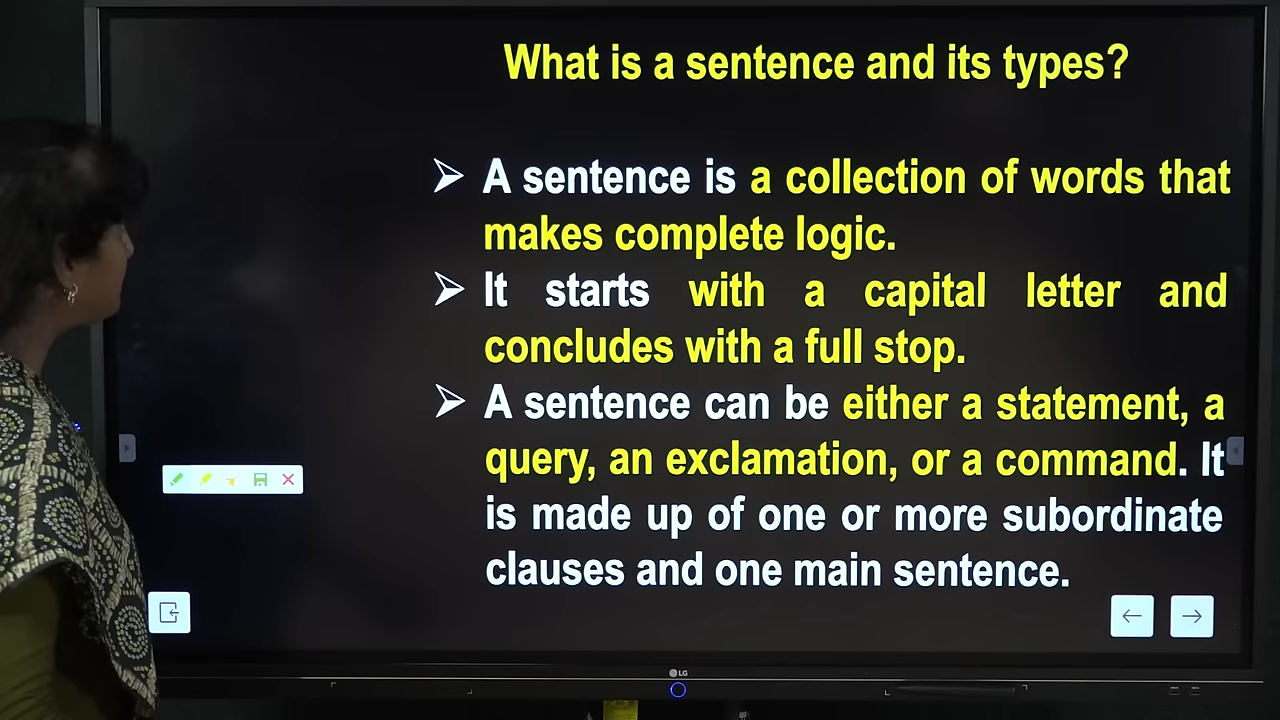 What is a sentence and its types?
➢ A sentence is a collection of words that
makes complete logic.
➢ It starts with a capital letter and
concludes with a full stop.
➢ A sentence can be either a statement, a
query, an exclamation, or a command. It
is made up of one or more subordinate
clauses and one main sentence.
LG